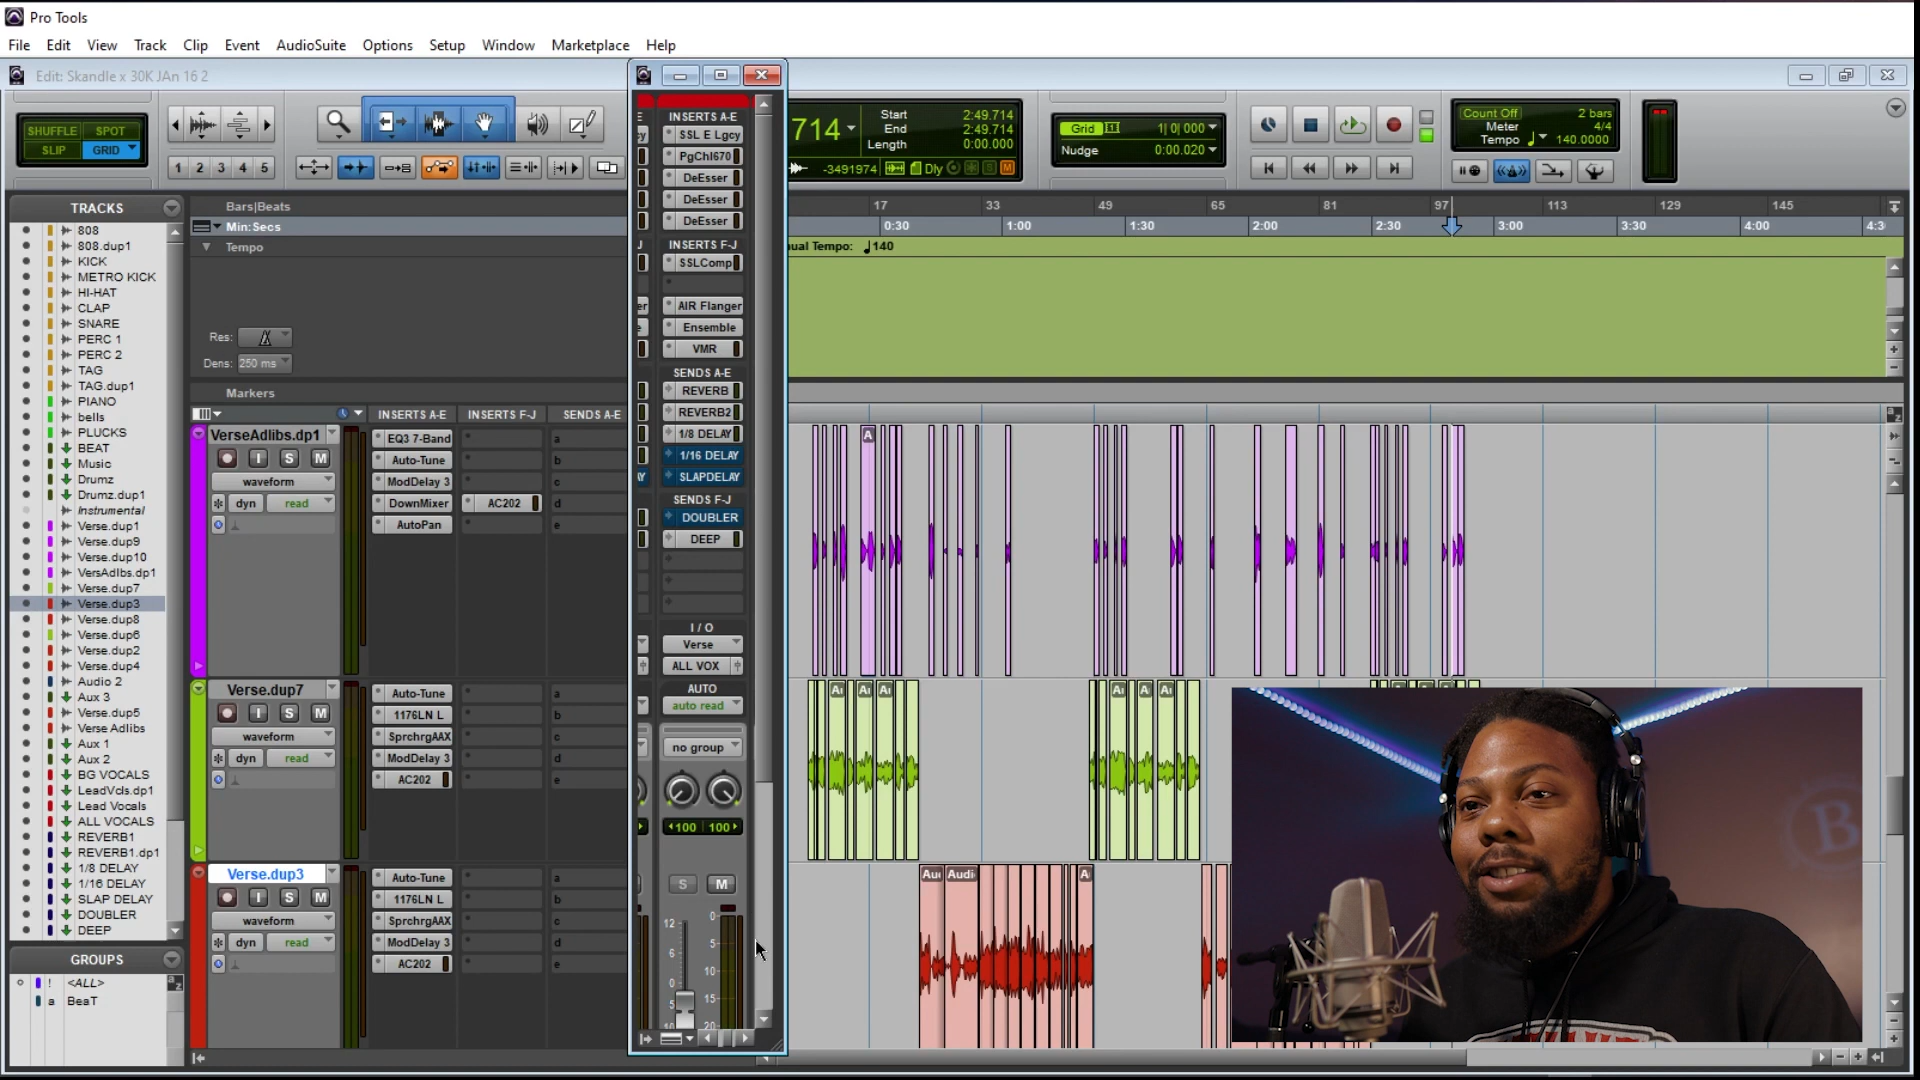 Pro Tools
File Edit View Track Clip Event AudioSuite Options Setup Window Marketplace Help
Edit: Skandle x 30K JAn 16 2
SHUFFLE SPOT
SLIP GRID
1 2 3 4 5
714
Start 2:49.714
End 2:49.714
Length 0:00.000
-3491974 Dly
Grid 1| 0| 000
Nudge 0:00.020
Count Off 2 bars
Meter 4/4
Tempo 140.0000
TRACKS
808
808.dup1
KICK
METRO KICK
HI-HAT
CLAP
SNARE
PERC 1
PERC 2
TAG
TAG.dup1
PIANO
bells
PLUCKS
BEAT
Music
Drumz
Drumz.dup1
Instrumental
Verse.dup1
Verse.dup9
Verse.dup10
VersAdlbs.dp1
Verse.dup7
Verse.dup3
Verse.dup8
Verse.dup6
Verse.dup2
Verse.dup4
Audio 2
Aux 3
Verse.dup5
Verse Adlibs
Aux 1
Aux 2
BG VOCALS
LeadVcls.dp1
Lead Vocals
ALL VOCALS
REVERB1
REVERB1.dp1
1/8 DELAY
1/16 DELAY
SLAP DELAY
DOUBLER
DEEP
GROUPS
! <ALL>
a BeaT
Bars|Beats
17 33 49 65 81 97 113 129 145
Min:Secs
0:30 1:00 1:30 2:00 2:30 3:00 3:30 4:00 4:3
Tempo
ual Tempo: 140
Res:
Dens: 250 ms
Markers
INSERTS A-E INSERTS F-J SENDS A-E
VerseAdlibs.dp1
I S M
waveform
dyn read
EQ3 7-Band
Auto-Tune
ModDelay 3
DownMixer AC202
AutoPan
a
b
c
d
e
Verse.dup7
I S M
waveform
dyn read
Auto-Tune
1176LN L
SprchrgAAX
ModDelay 3
AC202
a
b
c
d
e
Verse.dup3
I S M
waveform
dyn read
Auto-Tune
1176LN L
SprchrgAAX
ModDelay 3
AC202
a
b
c
d
e
INSERTS A-E
SSL E Lgcy
PgChl670
DeEsser
DeEsser
DeEsser
INSERTS F-J
SSLComp
AIR Flanger
Ensemble
VMR
SENDS A-E
REVERB
REVERB2
1/8 DELAY
1/16 DELAY
SLAPDELAY
SENDS F-J
DOUBLER
DEEP
I / O
Verse
ALL VOX
AUTO
auto read
no group
100 100
S M
12
6
0
5
10
0
5
10
15
20
A
Au A Au
Au A Au
Au Audi A
B